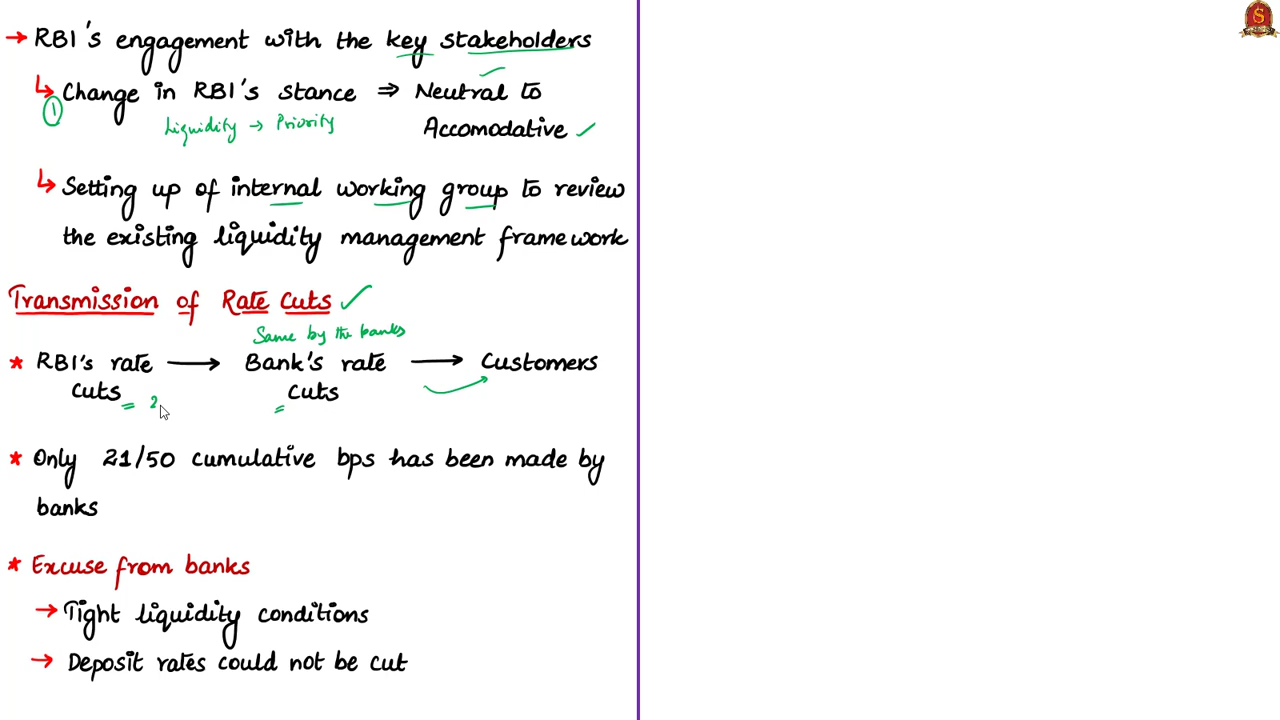 → RBI's engagement with the key stakeholders
↳ Change in RBI's stance ⇒ Neutral to
① Liquidity → Priority Accomodative ✓
↳ Setting up of internal working group to review
the existing liquidity management framework
Transmission of Rate Cuts ✓
Same by the banks
* RBI's rate → Bank's rate → Customers
cuts = 2 = Cuts
* Only 21/50 cumulative bps has been made by
banks
* Excuse from banks
→ Tight liquidity conditions
→ Deposit rates could not be cut
S